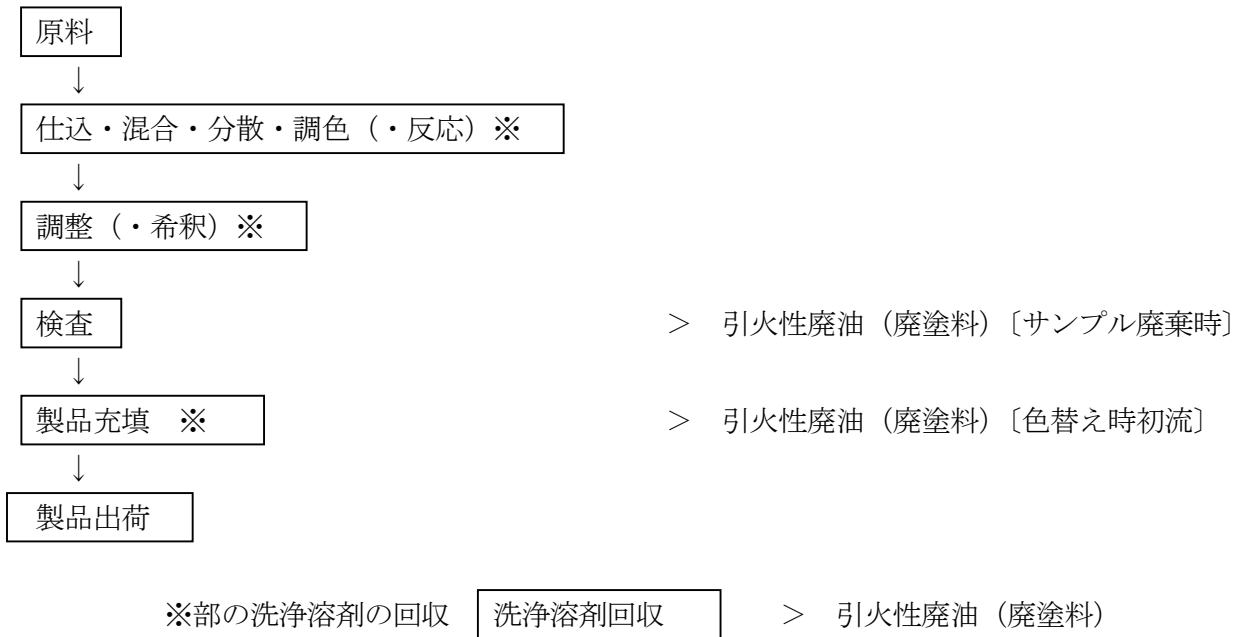 原料
↓
仕込・混合・分散・調色（・反応）※
↓
調整（・希釈）※
↓
検査 ＞ 引火性廃油（廃塗料）〔サンプル廃棄時〕
↓
製品充填 ※ ＞ 引火性廃油（廃塗料）〔色替え時初流〕
↓
製品出荷
※部の洗浄溶剤の回収 洗浄溶剤回収 ＞ 引火性廃油（廃塗料）